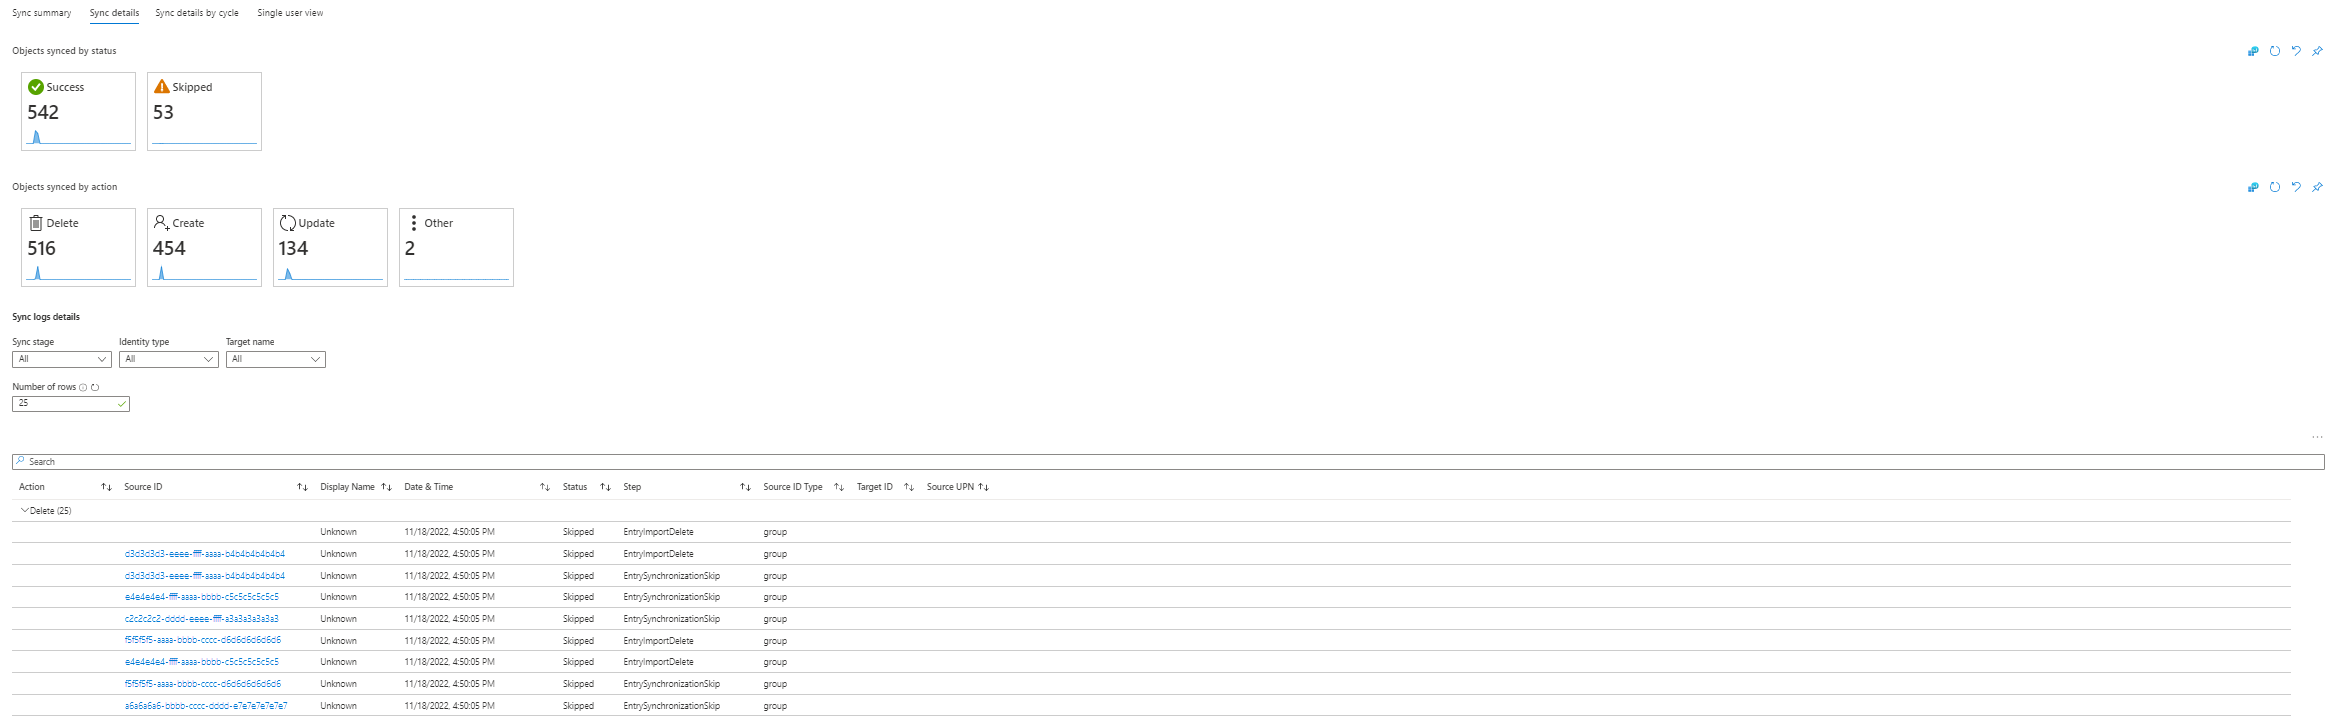 Sync summary Sync details Sync details by cycle Single user view
Objects synced by status
Success Skipped
542 53
Objects synced by action
Delete Create Update Other
516 454 134 2
Sync logs details
Sync stage Identity type Target name
All All All
Number of rows
25
...
Search
Action Source ID Display Name Date & Time Status Step Source ID Type Target ID Source UPN
Delete (25)
Unknown 11/18/2022, 4:50:05 PM Skipped EntryImportDelete group
d3d3d3d3-eeee-ffff-aaaa-b4b4b4b4b4b4 Unknown 11/18/2022, 4:50:05 PM Skipped EntryImportDelete group
d3d3d3d3-eeee-ffff-aaaa-b4b4b4b4b4b4 Unknown 11/18/2022, 4:50:05 PM Skipped EntrySynchronizationSkip group
e4e4e4e4-ffff-aaaa-bbbb-c5c5c5c5c5c5 Unknown 11/18/2022, 4:50:05 PM Skipped EntrySynchronizationSkip group
c2c2c2c2-dddd-eeee-ffff-a3a3a3a3a3a3 Unknown 11/18/2022, 4:50:05 PM Skipped EntrySynchronizationSkip group
f5f5f5f5-aaaa-bbbb-cccc-d6d6d6d6d6d6 Unknown 11/18/2022, 4:50:05 PM Skipped EntryImportDelete group
e4e4e4e4-ffff-aaaa-bbbb-c5c5c5c5c5c5 Unknown 11/18/2022, 4:50:05 PM Skipped EntryImportDelete group
f5f5f5f5-aaaa-bbbb-cccc-d6d6d6d6d6d6 Unknown 11/18/2022, 4:50:05 PM Skipped EntrySynchronizationSkip group
a6a6a6a6-bbbb-cccc-dddd-e7e7e7e7e7e7 Unknown 11/18/2022, 4:50:05 PM Skipped EntrySynchronizationSkip group